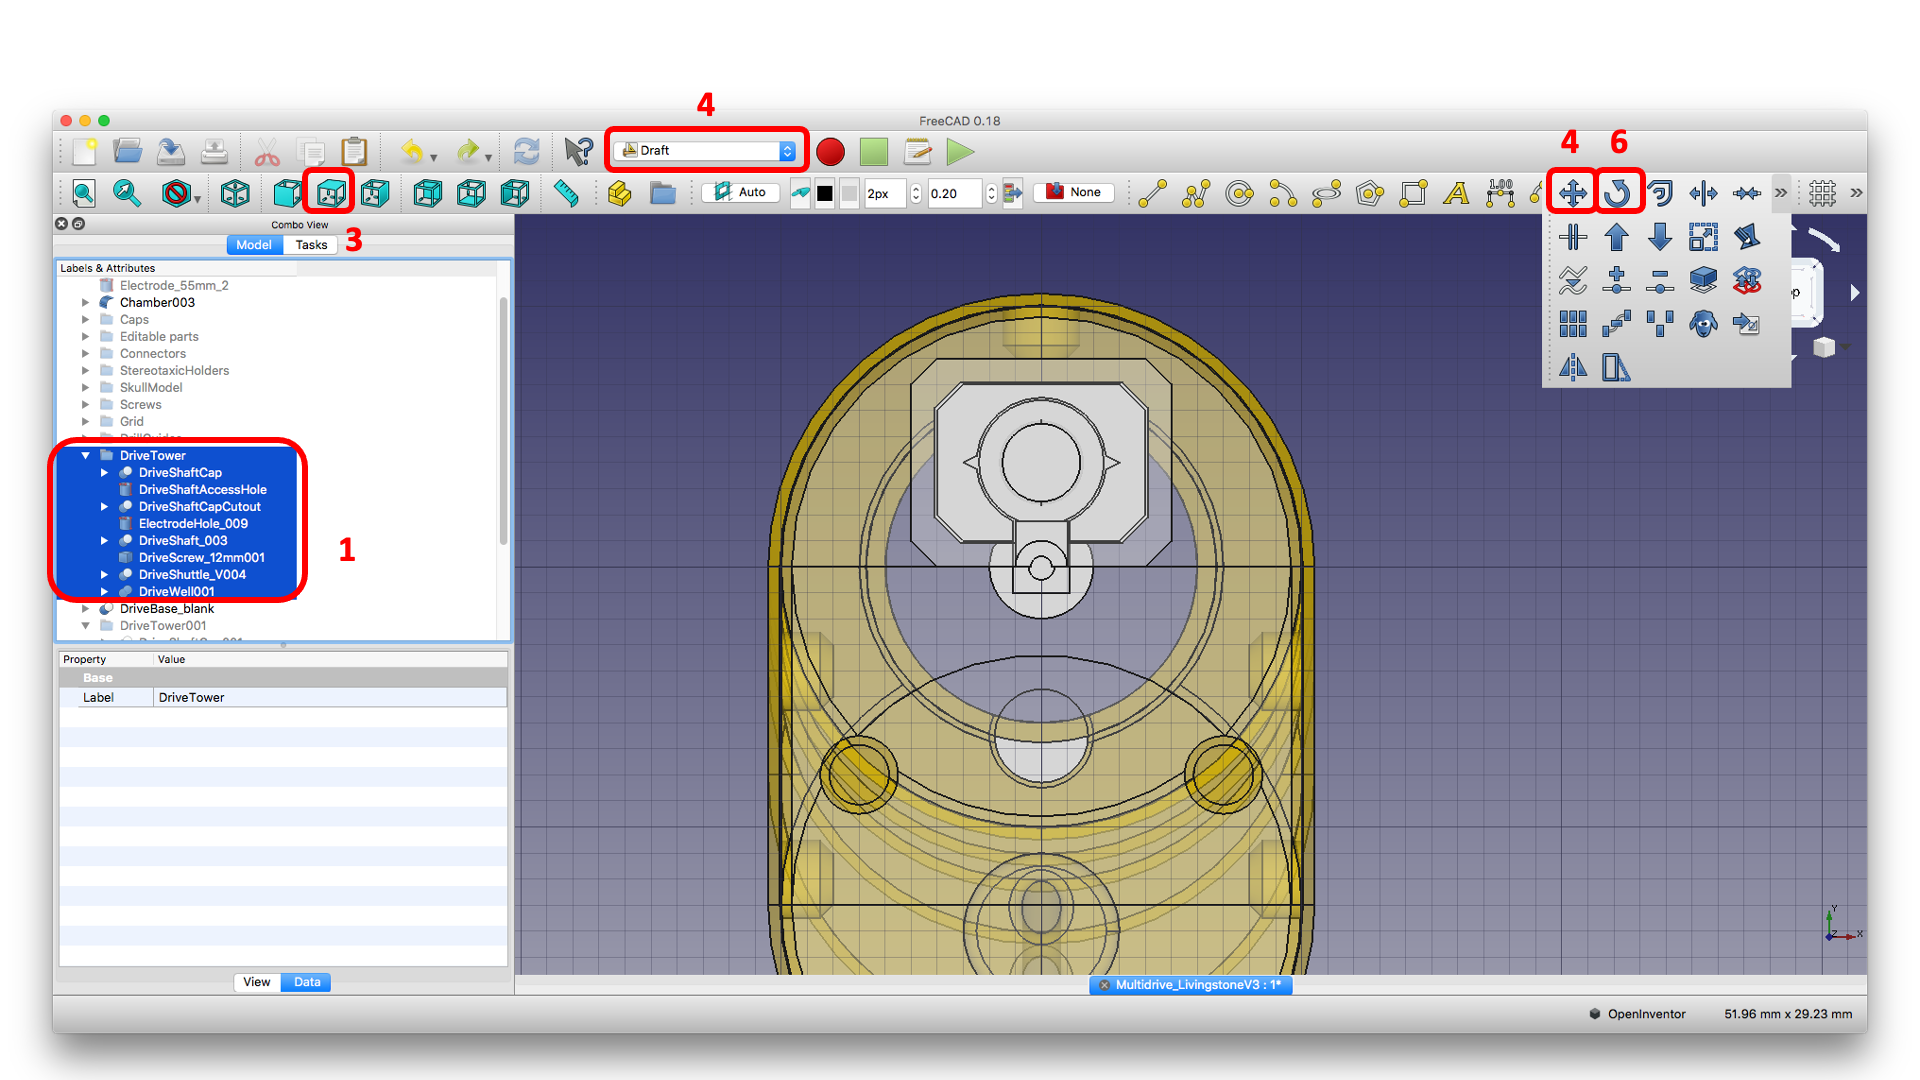 4
FreeCAD 0.18
Draft
4
6
Auto
2px
0.20
None
A
1.00
Combo View
Model
Tasks
3
Labels & Attributes
Electrode_55mm_2
Chamber003
Caps
Editable parts
Connectors
StereotaxicHolders
SkullModel
Screws
Grid
DrillGuides
DriveTower
DriveShaftCap
DriveShaftAccessHole
DriveShaftCapCutout
ElectrodeHole_009
DriveShaft_003
DriveScrew_12mm001
DriveShuttle_V004
DriveWell001
1
DriveBase_blank
DriveTower001
Property
Value
Base
Label
DriveTower
View
Data
Multidrive_LivingstoneV3 : 1*
Y
Z
X
OpenInventor
51.96 mm x 29.23 mm